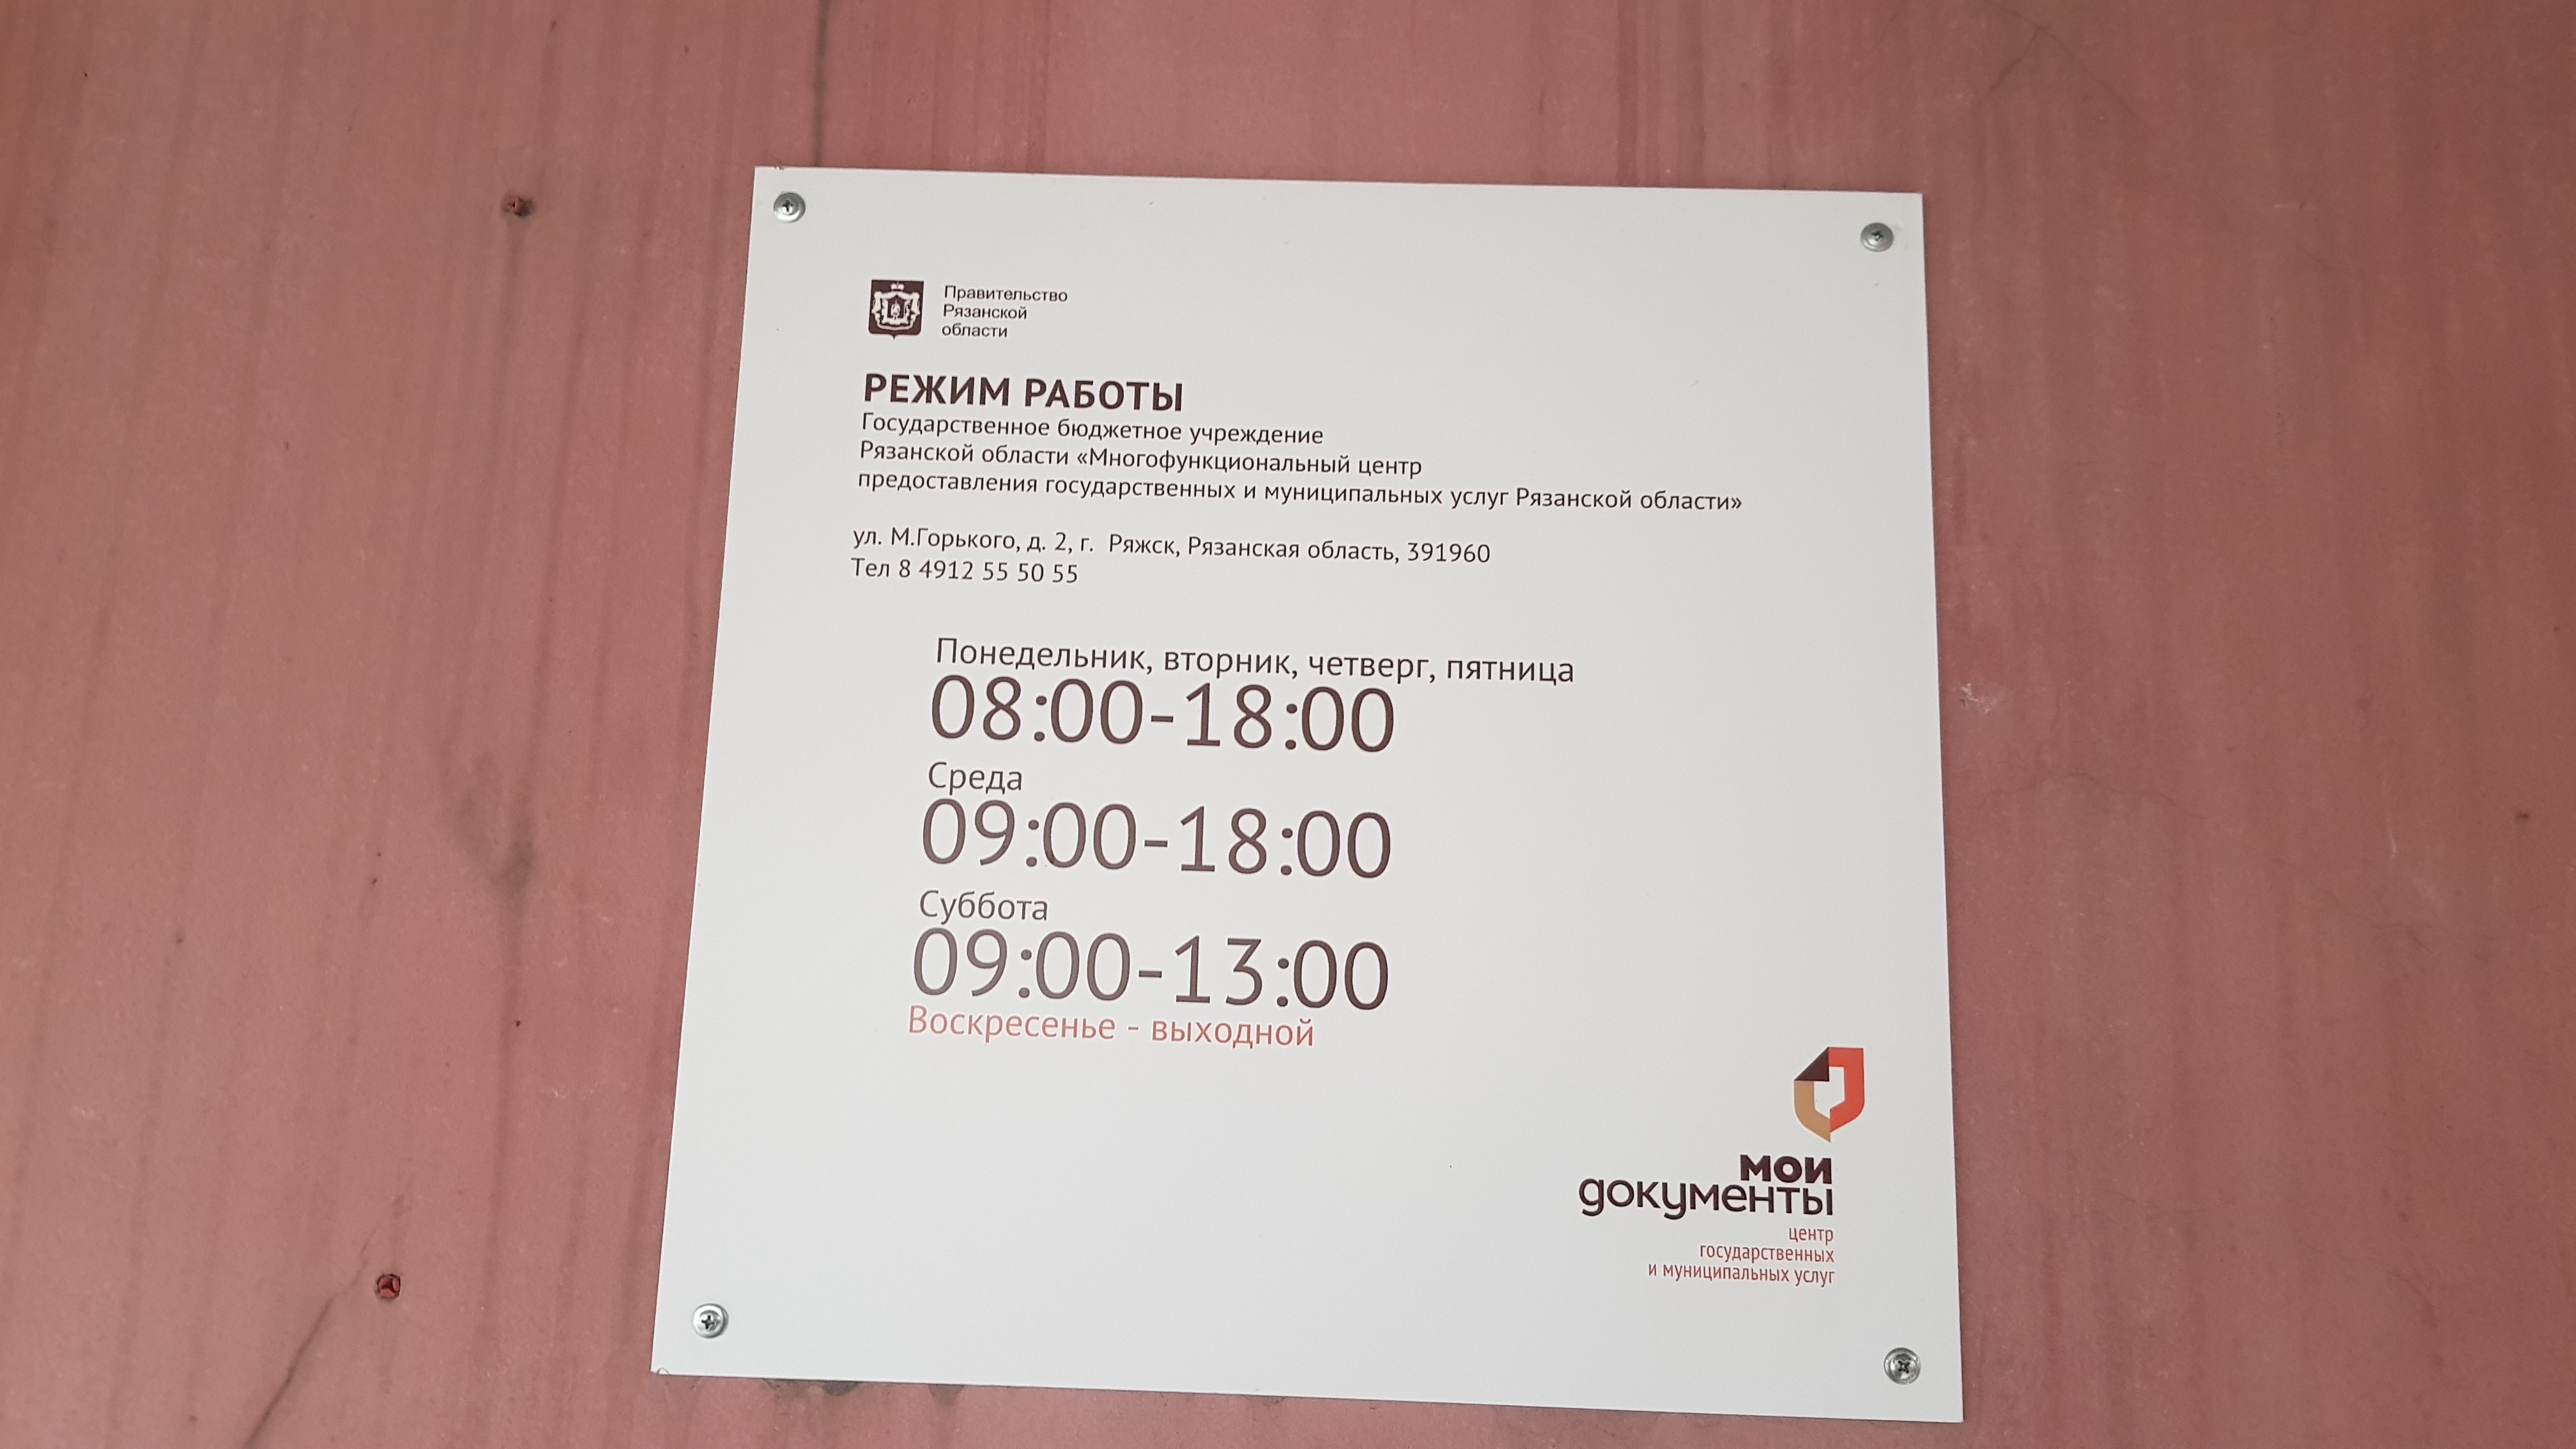 Правительство
Рязанской
области
РЕЖИМ РАБОТЫ
Государственное бюджетное учреждение
Рязанской области «Многофункциональный центр
предоставления государственных и муниципальных услуг Рязанской области»
ул. М.Горького, д. 2, г. Ряжск, Рязанская область, 391960
Тел 8 4912 55 50 55
Понедельник, вторник, четверг, пятница
08:00-18:00
Среда
09:00-18:00
Суббота
09:00-13:00
Воскресенье - выходной
мои
документы
центр
государственных
и муниципальных услуг